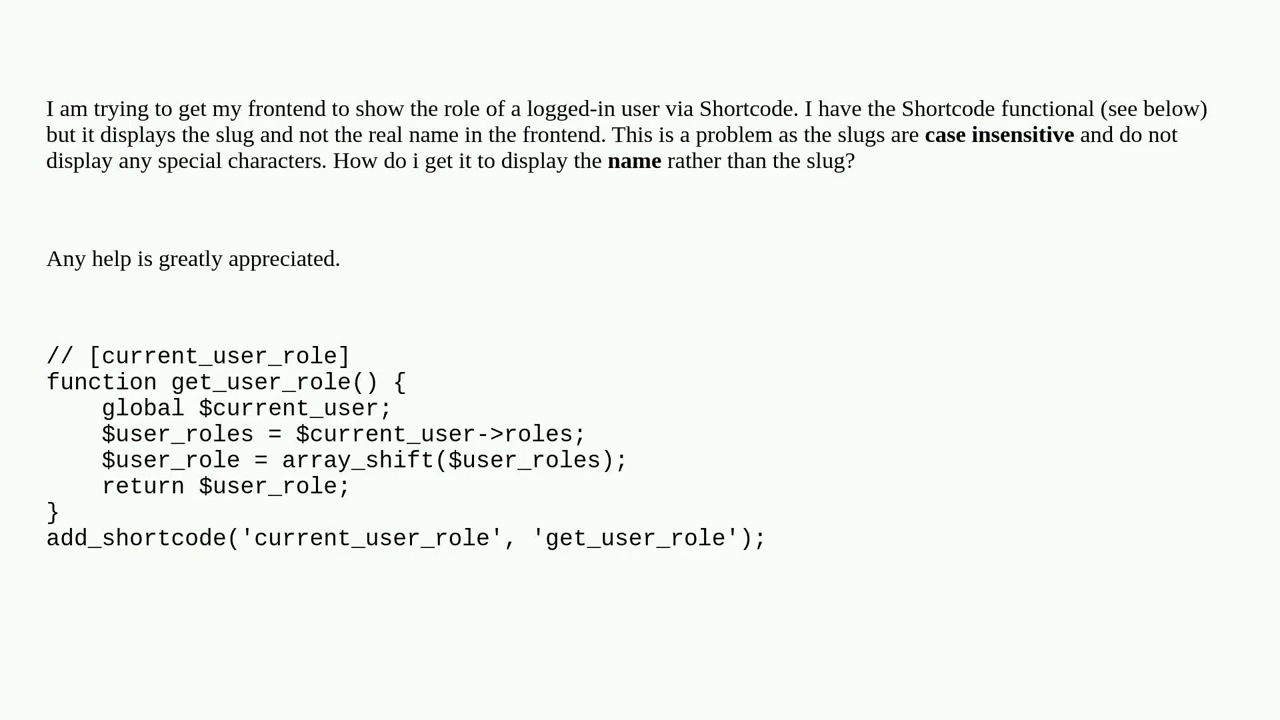 I am trying to get my frontend to show the role of a logged-in user via Shortcode. I have the Shortcode functional (see below)
but it displays the slug and not the real name in the frontend. This is a problem as the slugs are case insensitive and do not
display any special characters. How do i get it to display the name rather than the slug?
Any help is greatly appreciated.
// [current_user_role]
function get_user_role() {
    global $current_user;
    $user_roles = $current_user->roles;
    $user_role = array_shift($user_roles);
    return $user_role;
}
add_shortcode('current_user_role', 'get_user_role');